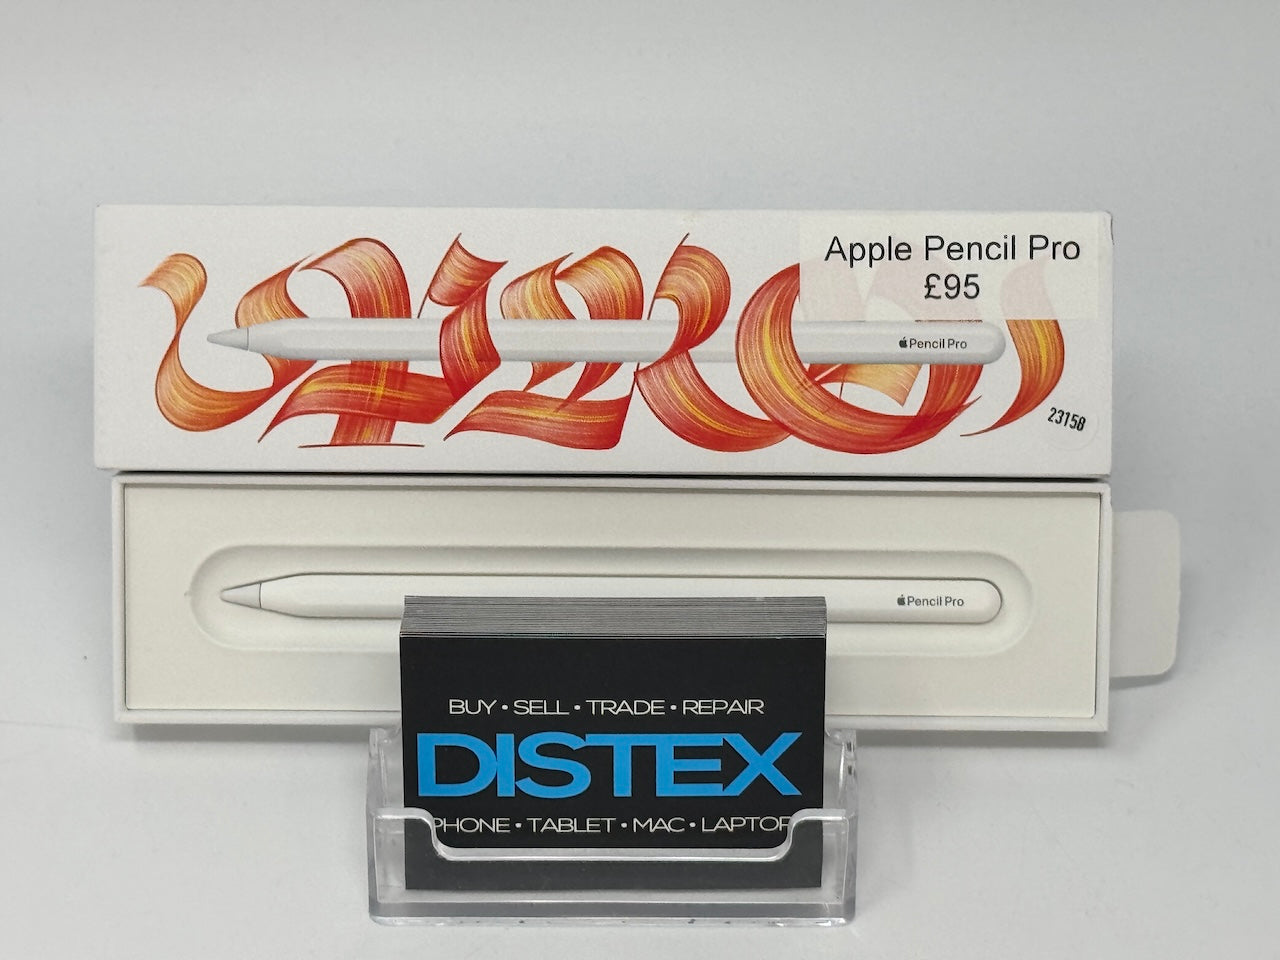 Apple Pencil Pro
£95
Pencil Pro
23158
Pencil Pro
BUY • SELL • TRADE • REPAIR
DISTEX
PHONE • TABLET • MAC • LAPTOP